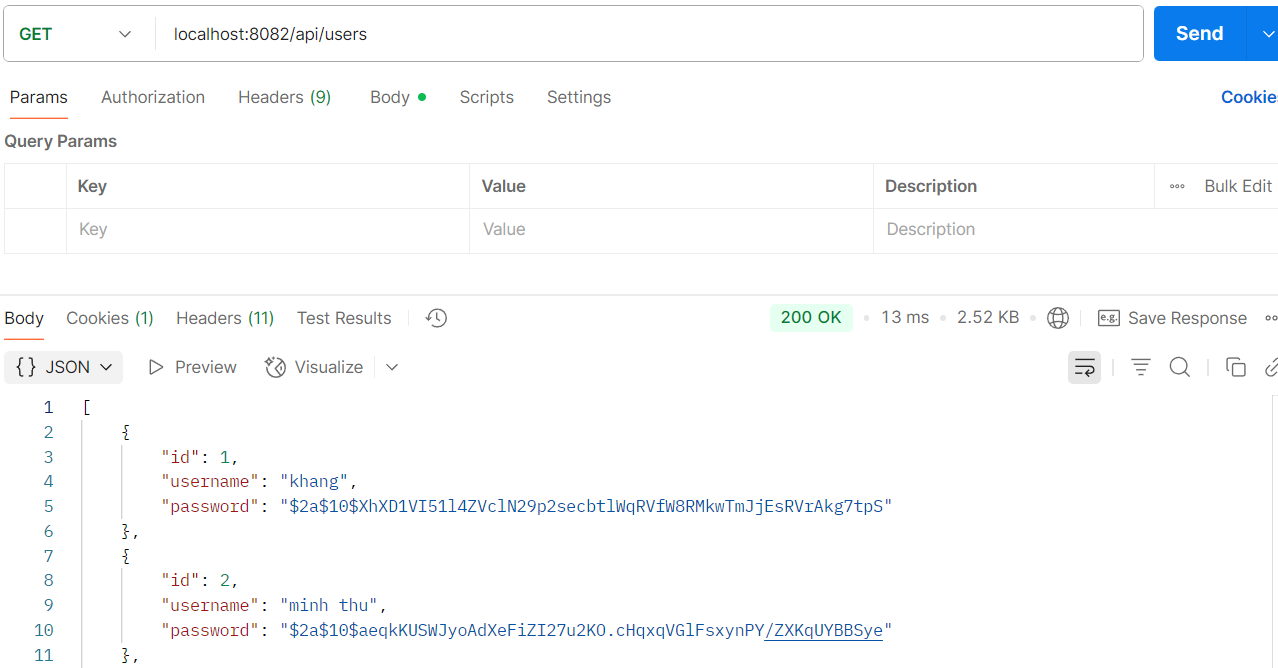 GET localhost:8082/api/users Send
Params Authorization Headers (9) Body Scripts Settings Cookie
Query Params
Key Value Description Bulk Edit
Key Value Description
Body Cookies (1) Headers (11) Test Results 200 OK 13 ms 2.52 KB e.g. Save Response
{} JSON Preview Visualize
1 [
2 {
3 "id": 1,
4 "username": "khang",
5 "password": "$2a$10$XhXD1VI51l4ZVclN29p2secbtlWqRVfW8RMkwTmJjEsRVrAkg7tpS"
6 },
7 {
8 "id": 2,
9 "username": "minh thu",
10 "password": "$2a$10$aeqkKUSWJyoAdXeFiZI27u2KO.cHqxqVGlFsxynPY/ZXKqUYBBSye"
11 },